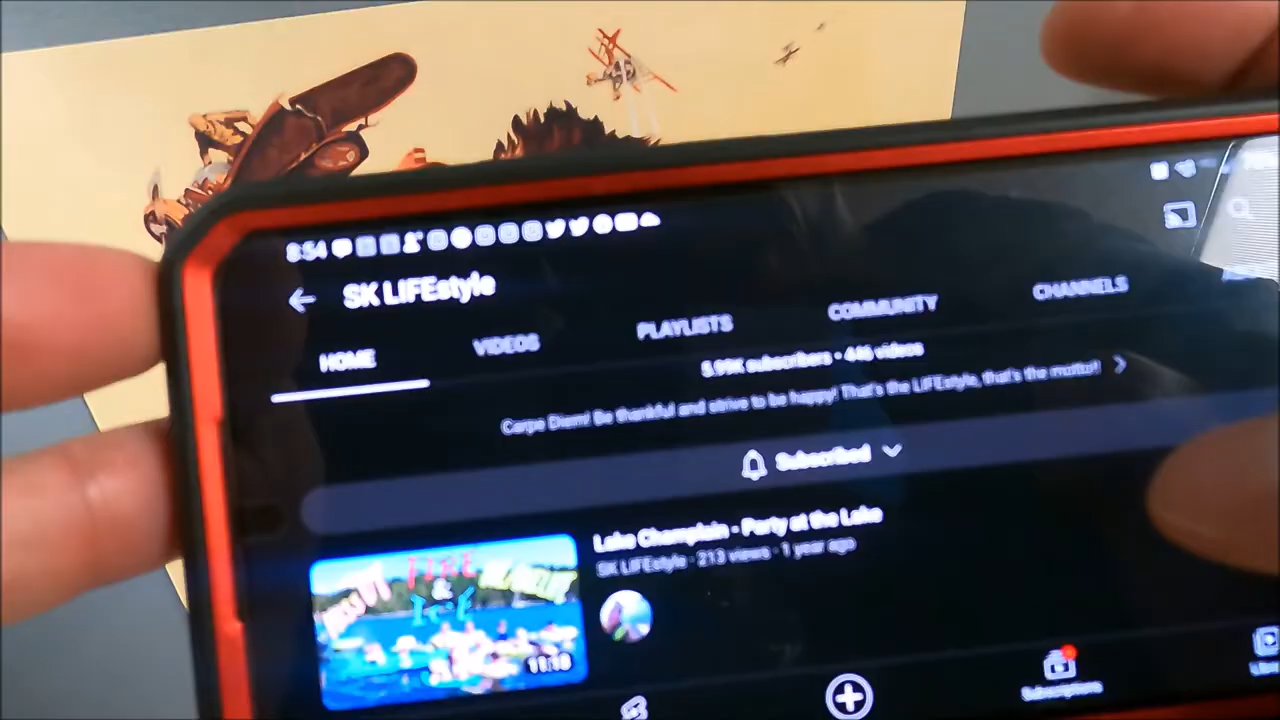 8:54
SK LIFEstyle
HOME VIDEOS PLAYLISTS COMMUNITY CHANNELS
5.99K subscribers • 446 videos
Carpe Diem! Be thankful and strive to be happy! That's the LIFEstyle, that's the motto!
Subscribed
Lake Champlain - Party at the Lake
SK LIFEstyle · 213 views · 1 year ago
FIRE
&
ICE
11:18
Subscriptions